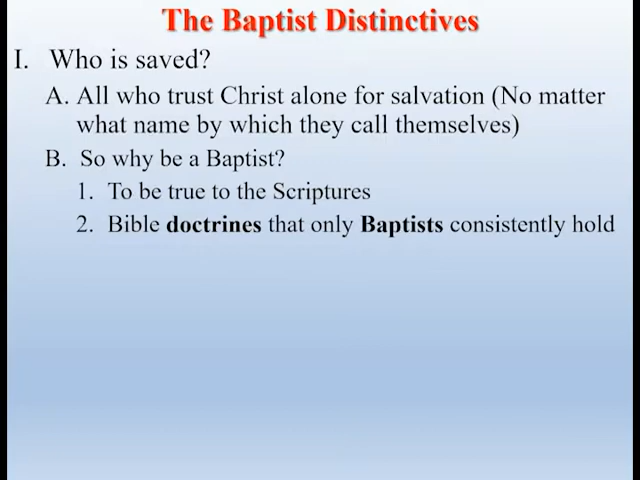 The Baptist Distinctives
I. Who is saved?
A. All who trust Christ alone for salvation (No matter
what name by which they call themselves)
B. So why be a Baptist?
1. To be true to the Scriptures
2. Bible doctrines that only Baptists consistently hold